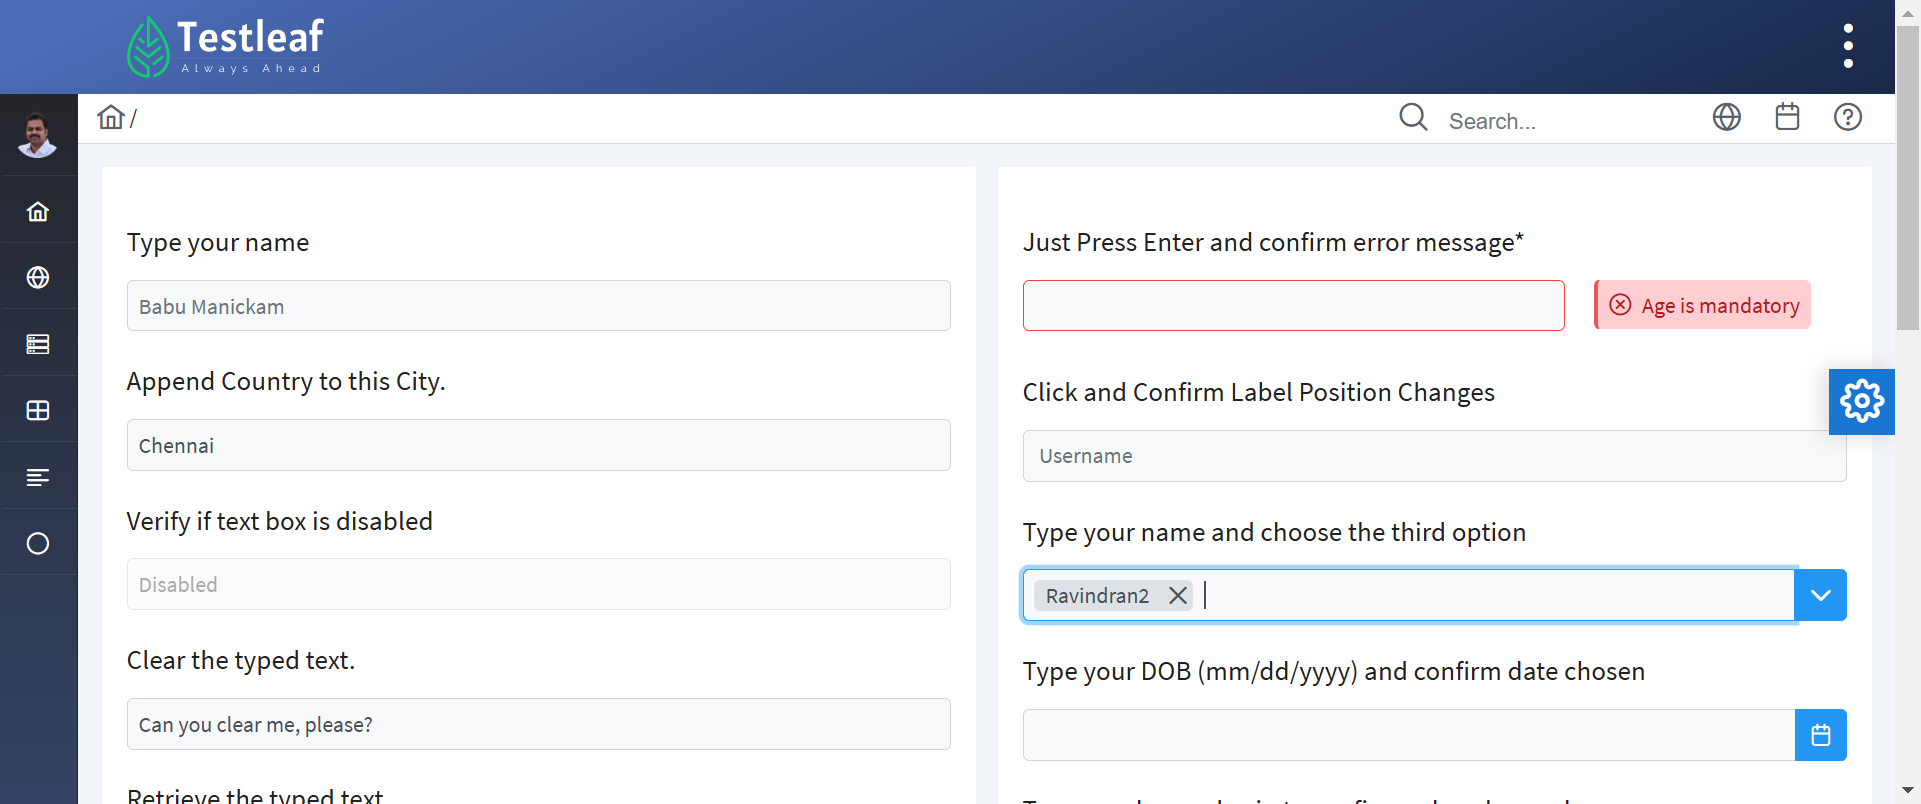 Testleaf
Always Ahead
/
Search...
Type your name
Babu Manickam
Append Country to this City.
Chennai
Verify if text box is disabled
Disabled
Clear the typed text.
Can you clear me, please?
Retrieve the typed text
Just Press Enter and confirm error message*
Age is mandatory
Click and Confirm Label Position Changes
Username
Type your name and choose the third option
Ravindran2
Type your DOB (mm/dd/yyyy) and confirm date chosen